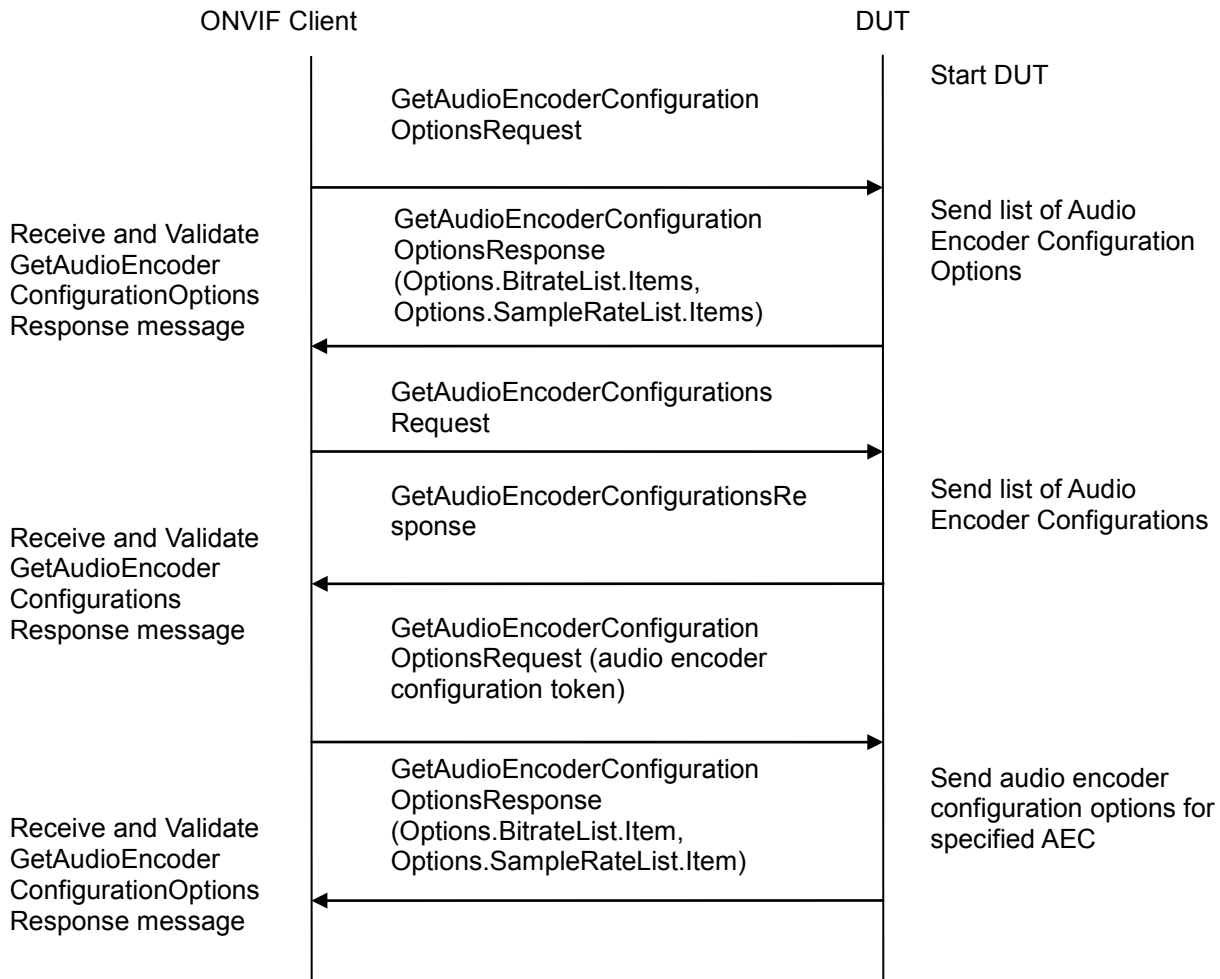 ONVIF Client
DUT
Start DUT
GetAudioEncoderConfiguration
OptionsRequest
Send list of Audio
Encoder Configuration
Options
GetAudioEncoderConfiguration
OptionsResponse
(Options.BitrateList.Items,
Options.SampleRateList.Items)
Receive and Validate
GetAudioEncoder
ConfigurationOptions
Response message
GetAudioEncoderConfigurations
Request
Send list of Audio
Encoder Configurations
GetAudioEncoderConfigurationsRe
sponse
Receive and Validate
GetAudioEncoder
Configurations
Response message
GetAudioEncoderConfiguration
OptionsRequest (audio encoder
configuration token)
Send audio encoder
configuration options for
specified AEC
GetAudioEncoderConfiguration
OptionsResponse
(Options.BitrateList.Item,
Options.SampleRateList.Item)
Receive and Validate
GetAudioEncoder
ConfigurationOptions
Response message